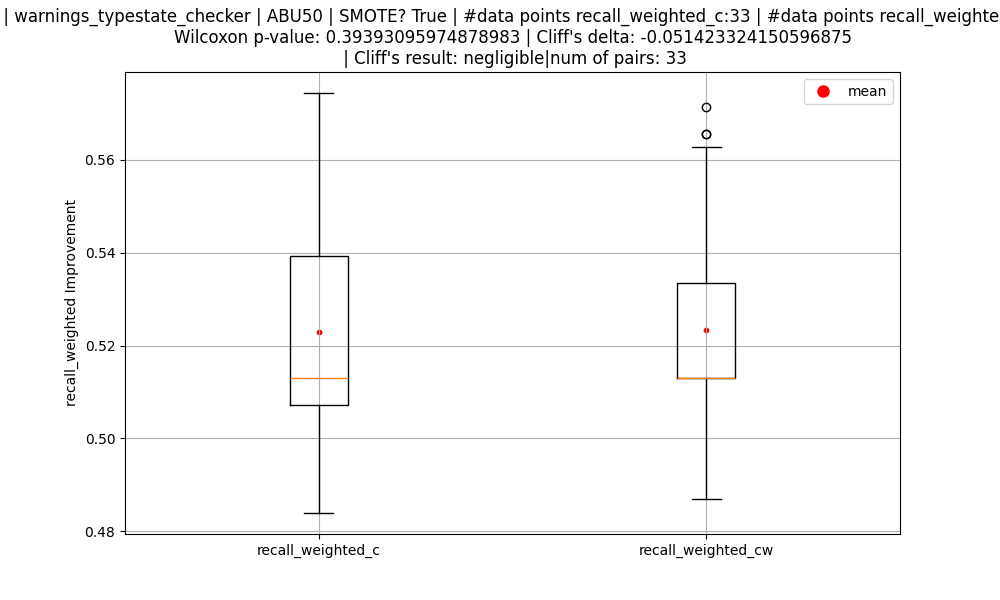 | warnings_typestate_checker | ABU50 | SMOTE? True | #data points recall_weighted_c:33 | #data points recall_weighte
Wilcoxon p-value: 0.39393095974878983 | Cliff's delta: -0.051423324150596875
| Cliff's result: negligible|num of pairs: 33
mean
0.56
0.54
0.52
0.50
0.48
recall_weighted Improvement
recall_weighted_c
recall_weighted_cw